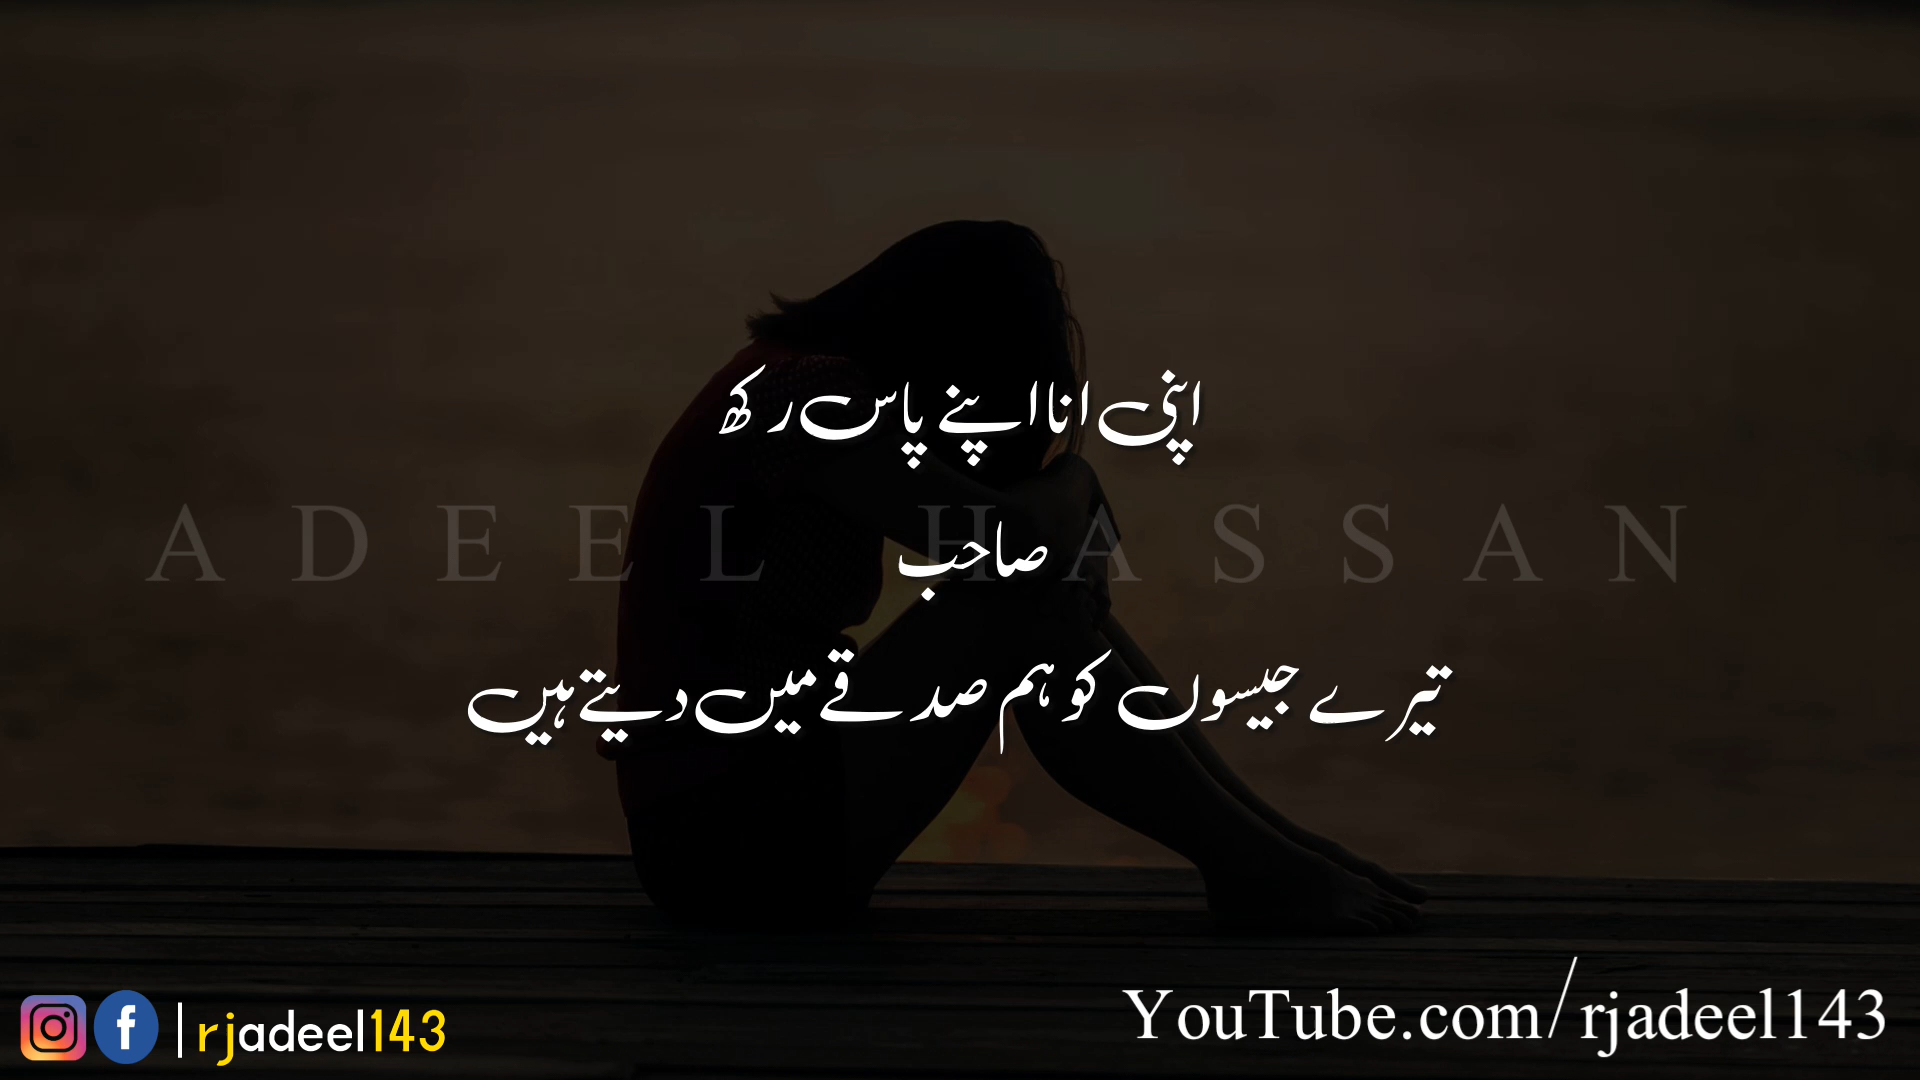 اپنی انا اپنے پاس رکھ
صاحب
تیرے جیسوں کو ہم صدقے میں دیتے ہیں
ADEEL HASSAN
|rjadeel143
YouTube.com/rjadeel143